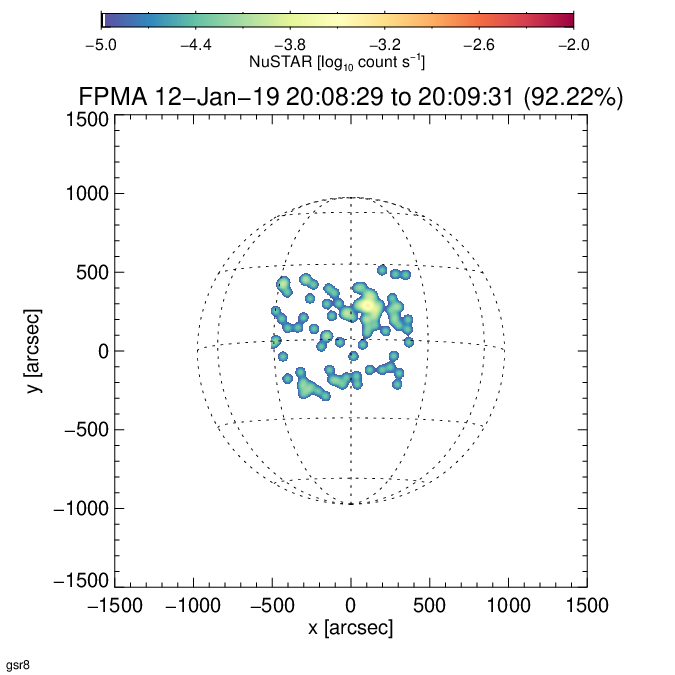 −5.0 −4.4 −3.8 −3.2 −2.6 −2.0
NuSTAR [log₁₀ count s⁻¹]
FPMA 12−Jan−19 20:08:29 to 20:09:31 (92.22%)
1500
1000
500
0
−500
−1000
−1500
y [arcsec]
−1500 −1000 −500 0 500 1000 1500
x [arcsec]
gsr8